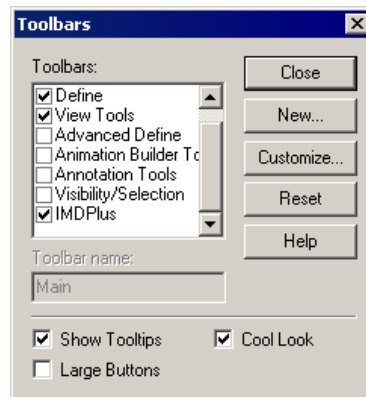 Toolbars
Toolbars:
Define
View Tools
Advanced Define
Animation Builder To
Annotation Tools
Visibility/Selection
IMDPlus
Close
New...
Customize...
Reset
Help
Toolbar name:
Main
Show Tooltips
Cool Look
Large Buttons